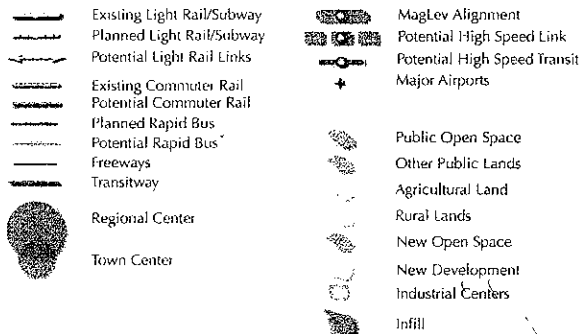 Existing Light Rail/Subway
Planned Light Rail/Subway
Potential Light Rail Links
Existing Commuter Rail
Potential Commuter Rail
Planned Rapid Bus
Potential Rapid Bus
Freeways
Transitway
Regional Center
Town Center
MagLev Alignment
Potential High Speed Link
Potential High Speed Transit
Major Airports
Public Open Space
Other Public Lands
Agricultural Land
Rural Lands
New Open Space
New Development
Industrial Centers
Infill